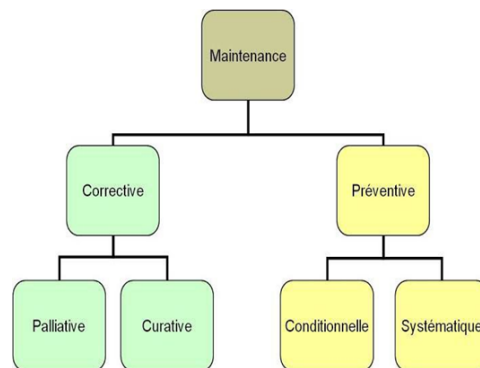 Maintenance
Corrective
Préventive
Palliative
Curative
Conditionnelle
Systématique